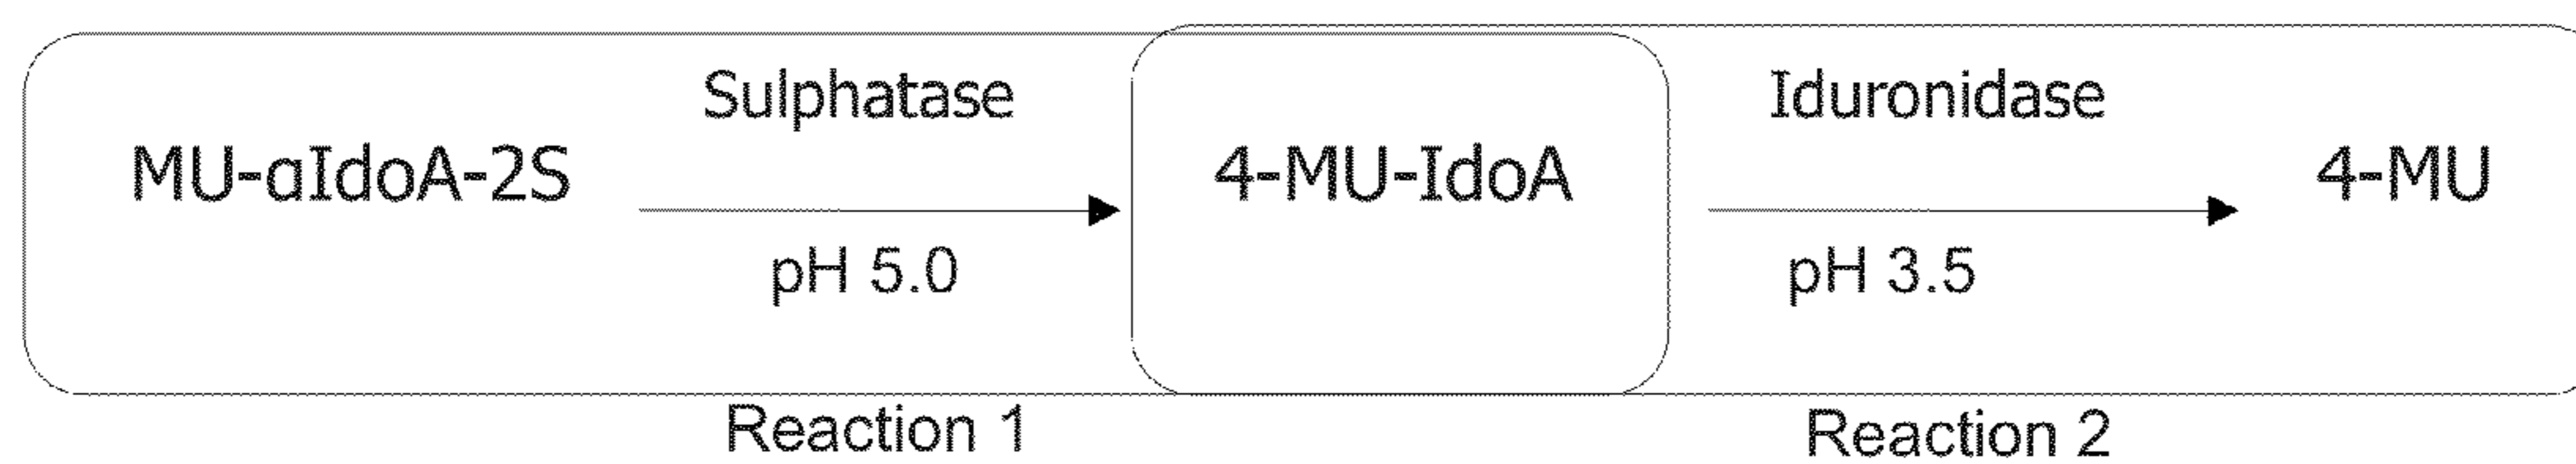 Sulphatase
Iduronidase
MU-αIdoA-2S
4-MU-IdoA
4-MU
pH 5.0
pH 3.5
Reaction 1
Reaction 2